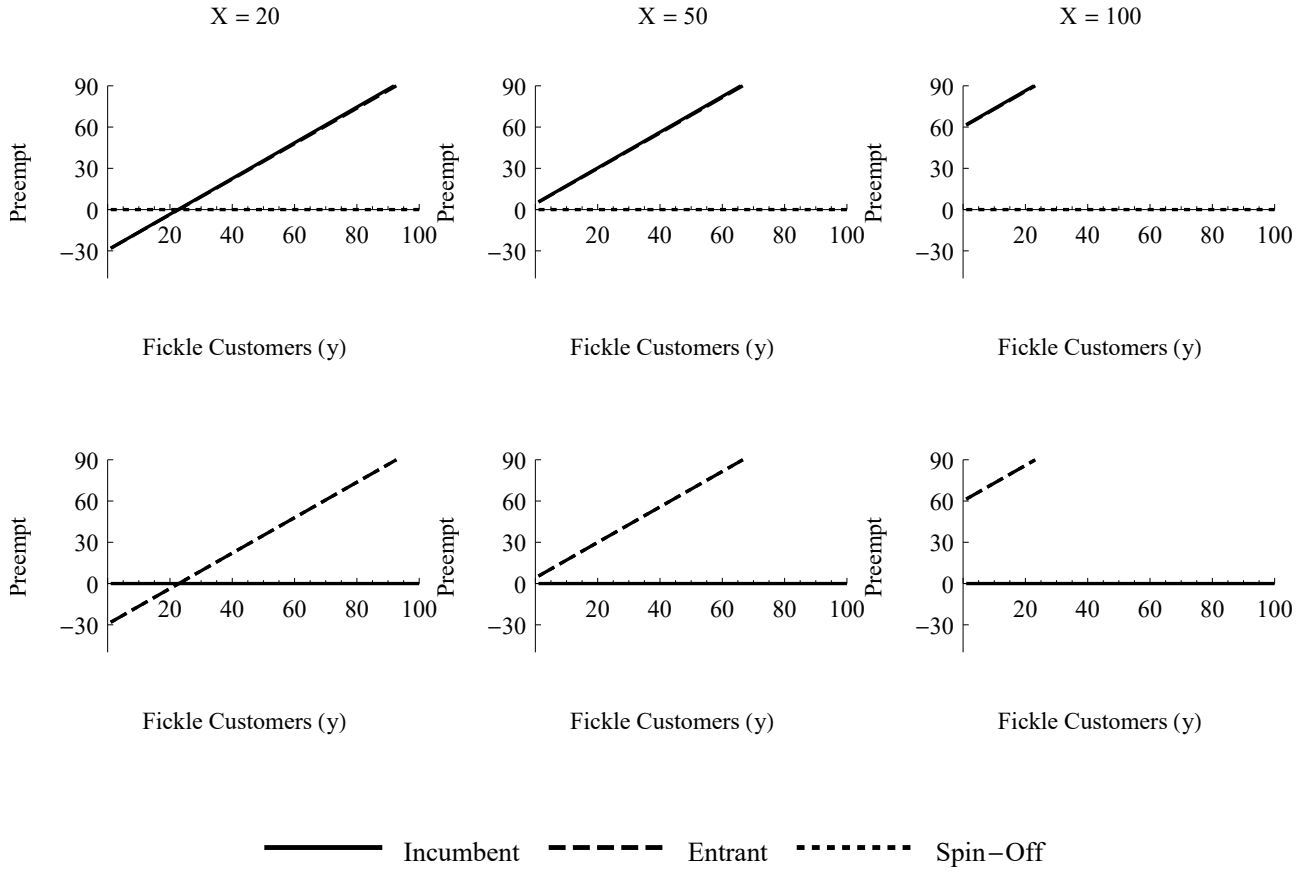 X = 20 X = 50 X = 100
90 90 90
60 60 60
30 30 30
0 0 0
20 40 60 80 100 20 40 60 80 100 20 40 60 80 100
−30 −30 −30
Preempt Preempt Preempt
Fickle Customers (y) Fickle Customers (y) Fickle Customers (y)
90 90 90
60 60 60
30 30 30
0 0 0
20 40 60 80 100 20 40 60 80 100 20 40 60 80 100
−30 −30 −30
Preempt Preempt Preempt
Fickle Customers (y) Fickle Customers (y) Fickle Customers (y)
Incumbent Entrant Spin−Off